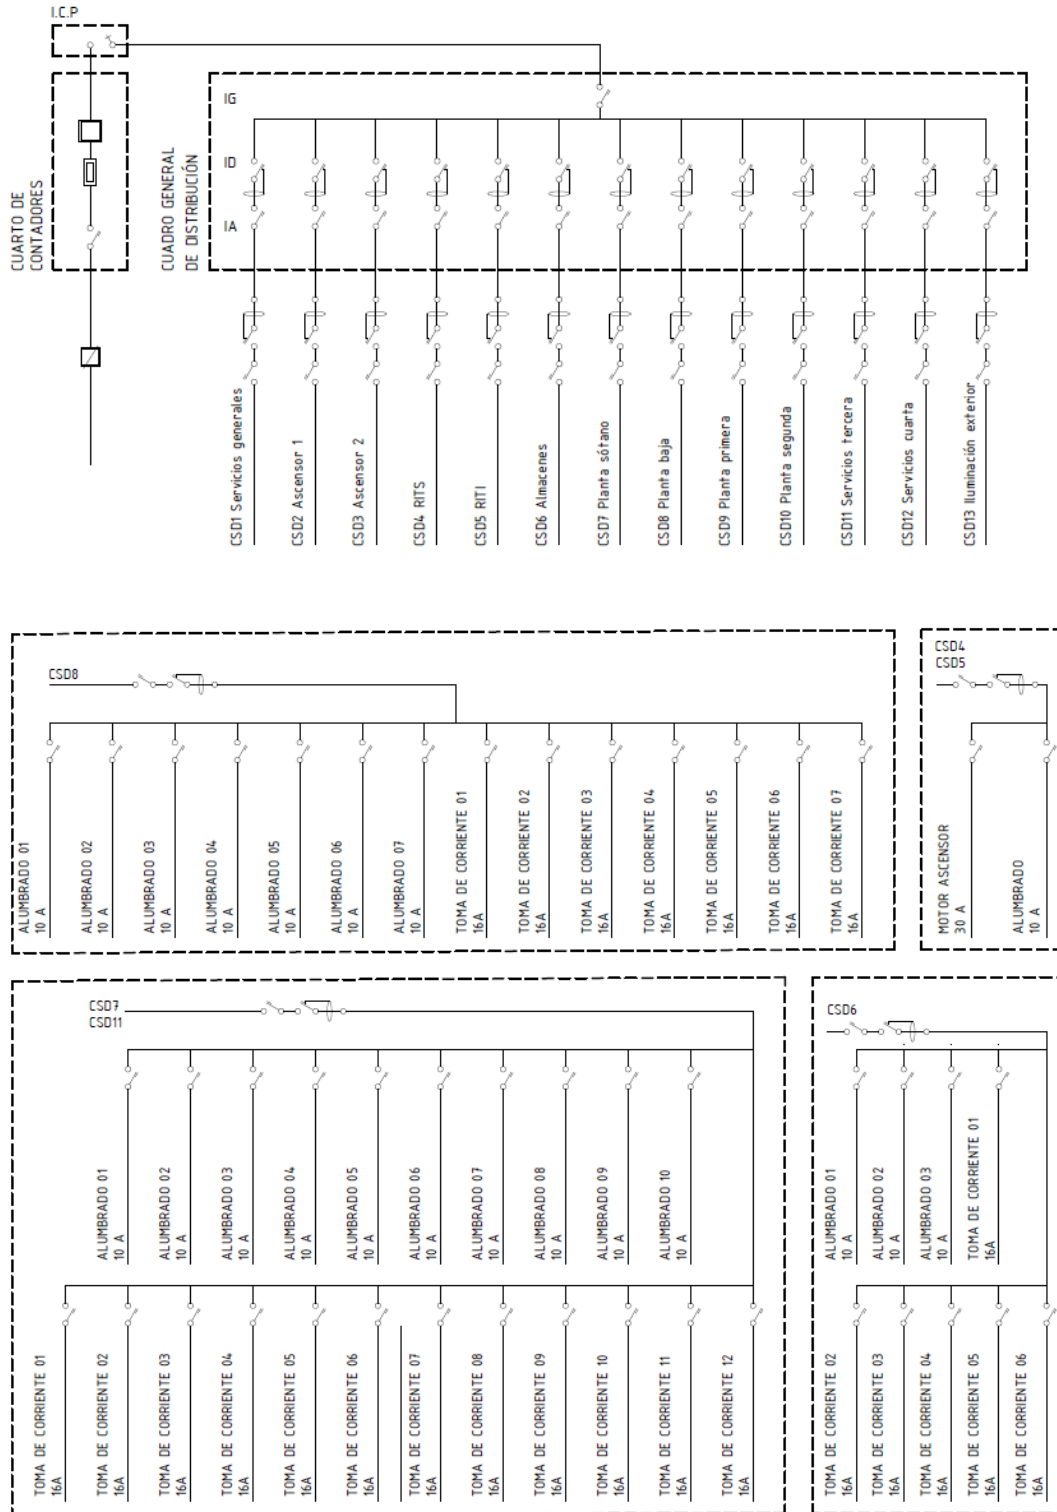 I.C.P
CUARTO DE
CONTADORES
CUADRO GENERAL
DE DISTRIBUCIÓN
IG
ID
IA
CSD1 Servicios generales
CSD2 Ascensor 1
CSD3 Ascensor 2
CSD4 RITS
CSD5 RITI
CSD6 Almacenes
CSD7 Planta sótano
CSD8 Planta baja
CSD9 Planta primera
CSD10 Planta segunda
CSD11 Servicios tercera
CSD12 Servicios cuarta
CSD13 Iluminación exterior
CSD8
ALUMBRADO 01
10 A
ALUMBRADO 02
10 A
ALUMBRADO 03
10 A
ALUMBRADO 04
10 A
ALUMBRADO 05
10 A
ALUMBRADO 06
10 A
ALUMBRADO 07
10 A
TOMA DE CORRIENTE 01
16A
TOMA DE CORRIENTE 02
16A
TOMA DE CORRIENTE 03
16A
TOMA DE CORRIENTE 04
16A
TOMA DE CORRIENTE 05
16A
TOMA DE CORRIENTE 06
16A
TOMA DE CORRIENTE 07
16A
CSD4
CSD5
MOTOR ASCENSOR
30 A
ALUMBRADO
10 A
CSD7
CSD11
ALUMBRADO 01
10 A
ALUMBRADO 02
10 A
ALUMBRADO 03
10 A
ALUMBRADO 04
10 A
ALUMBRADO 05
10 A
ALUMBRADO 06
10 A
ALUMBRADO 07
10 A
ALUMBRADO 08
10 A
ALUMBRADO 09
10 A
ALUMBRADO 10
10 A
TOMA DE CORRIENTE 01
16A
TOMA DE CORRIENTE 02
16A
TOMA DE CORRIENTE 03
16A
TOMA DE CORRIENTE 04
16A
TOMA DE CORRIENTE 05
16A
TOMA DE CORRIENTE 06
16A
TOMA DE CORRIENTE 07
16A
TOMA DE CORRIENTE 08
16A
TOMA DE CORRIENTE 09
16A
TOMA DE CORRIENTE 10
16A
TOMA DE CORRIENTE 11
16A
TOMA DE CORRIENTE 12
16A
CSD6
ALUMBRADO 01
10 A
ALUMBRADO 02
10 A
ALUMBRADO 03
10 A
TOMA DE CORRIENTE 01
16A
TOMA DE CORRIENTE 02
16A
TOMA DE CORRIENTE 03
16A
TOMA DE CORRIENTE 04
16A
TOMA DE CORRIENTE 05
16A
TOMA DE CORRIENTE 06
16A